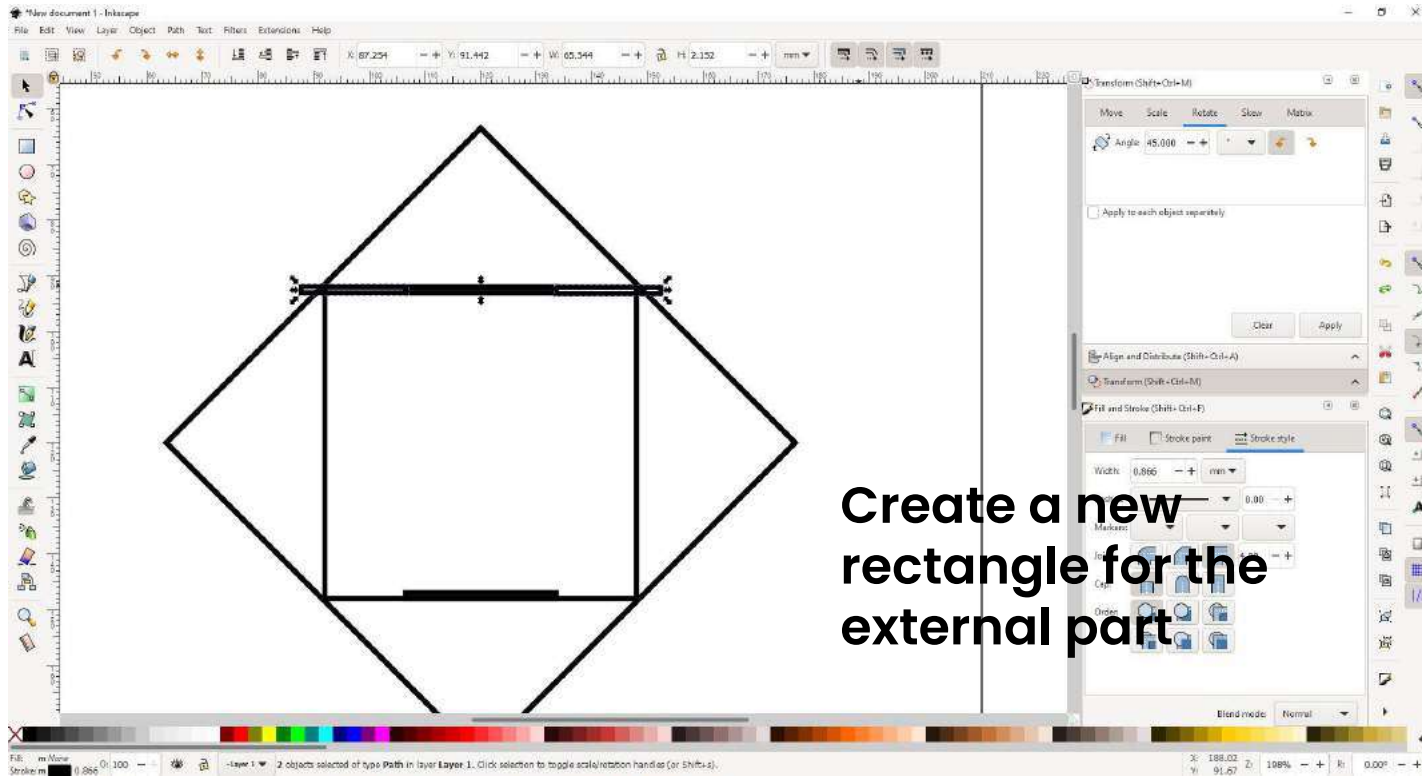 *New document 1 - Inkscape
File Edit View Layer Object Path Text Filters Extensions Help
X: 87.254 - + Y: 91.442 - + W: 65.544 - + H: 2.152 - + mm
Transform (Shift+Ctrl+M)
Move Scale Rotate Skew Matrix
Angle: 45.000 - + °
Apply to each object separately
Clear Apply
Align and Distribute (Shift+Ctrl+A)
Transform (Shift+Ctrl+M)
Fill and Stroke (Shift+Ctrl+F)
Fill Stroke paint Stroke style
Width: 0.866 - + mm
0.00 - +
Markers:
Order:
Create a new
rectangle for the
external part
Blend mode: Normal
Fill: m None
Stroke: m 0.866 O: 100 - Layer 1 2 objects selected of type Path in layer Layer 1. Click selection to toggle scale/rotation handles (or Shift+s).
X: 188.02
Y: 91.67
Z: 198% - + R: 0.00° - +